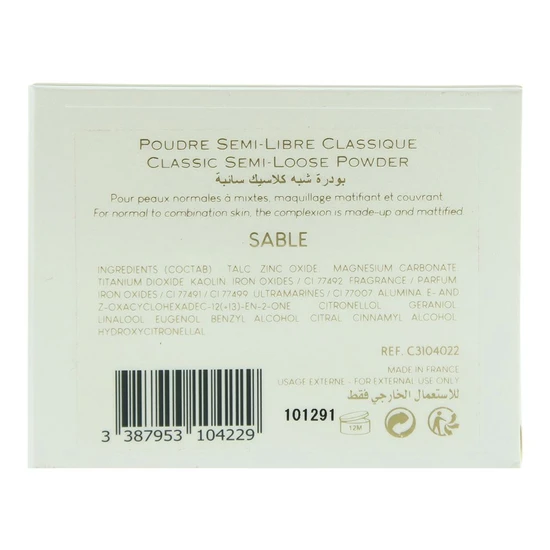 POUDRE SEMI-LIBRE CLASSIQUE
CLASSIC SEMI-LOOSE POWDER
بودرة شبه كلاسيك سائبة
Pour peaux normales à mixtes, maquillage matifiant et couvrant
For normal to combination skin, the complexion is made-up and mattified.
SABLE
INGREDIENTS (COCTAB) TALC ZINC OXIDE MAGNESIUM CARBONATE
TITANIUM DIOXIDE KAOLIN. IRON OXIDES / CI 77492 FRAGRANCE / PARFUM
IRON OXIDES / CI 77491 / CI 77499 ULTRAMARINES / CI 77007 ALUMINA E- AND
Z-OXACYCLOHEXADEC-12(+13)-EN-2-ONE CITRONELLOL GERANIOL
LINALOOL EUGENOL BENZYL ALCOHOL CITRAL CINNAMYL ALCOHOL
HYDROXYCITRONELLAL
REF. C3104022
MADE IN FRANCE
USAGE EXTERNE - FOR EXTERNAL USE ONLY
للاستعمال الخارجي فقط
101291
12M
3 387953 104229